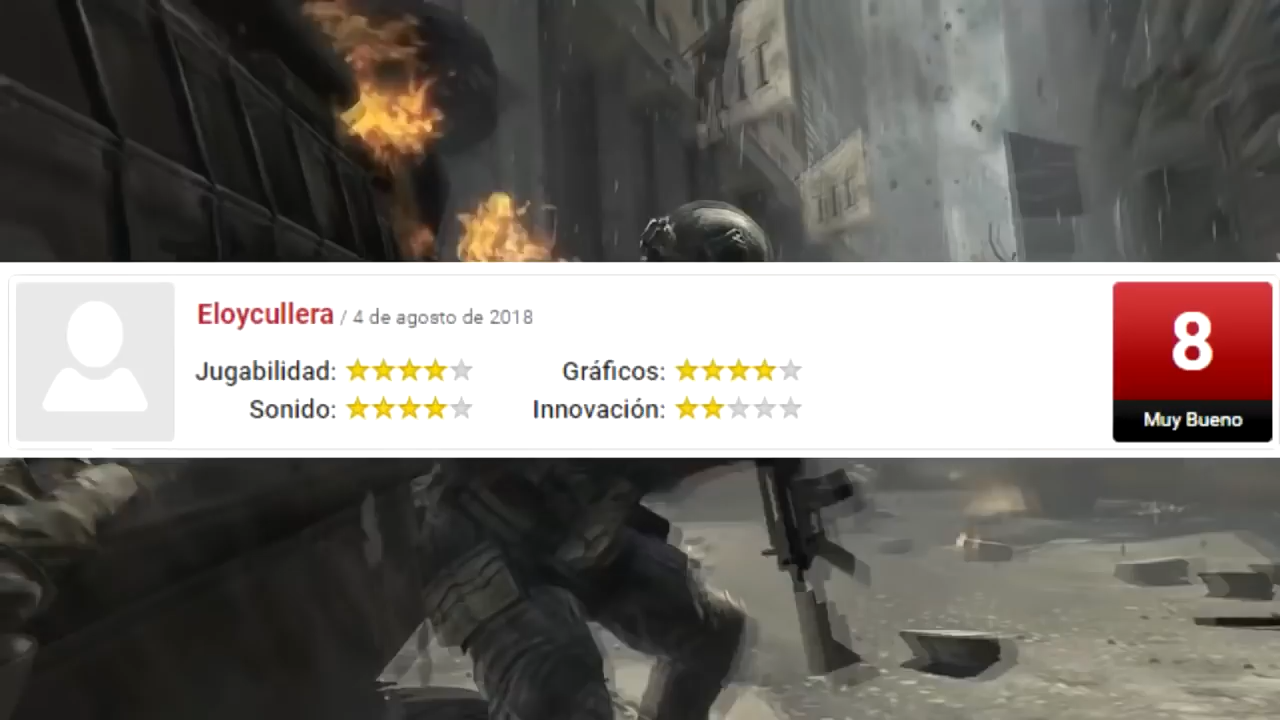 Eloycullera / 4 de agosto de 2018
Jugabilidad: Gráficos:
Sonido: Innovación:
8
Muy Bueno